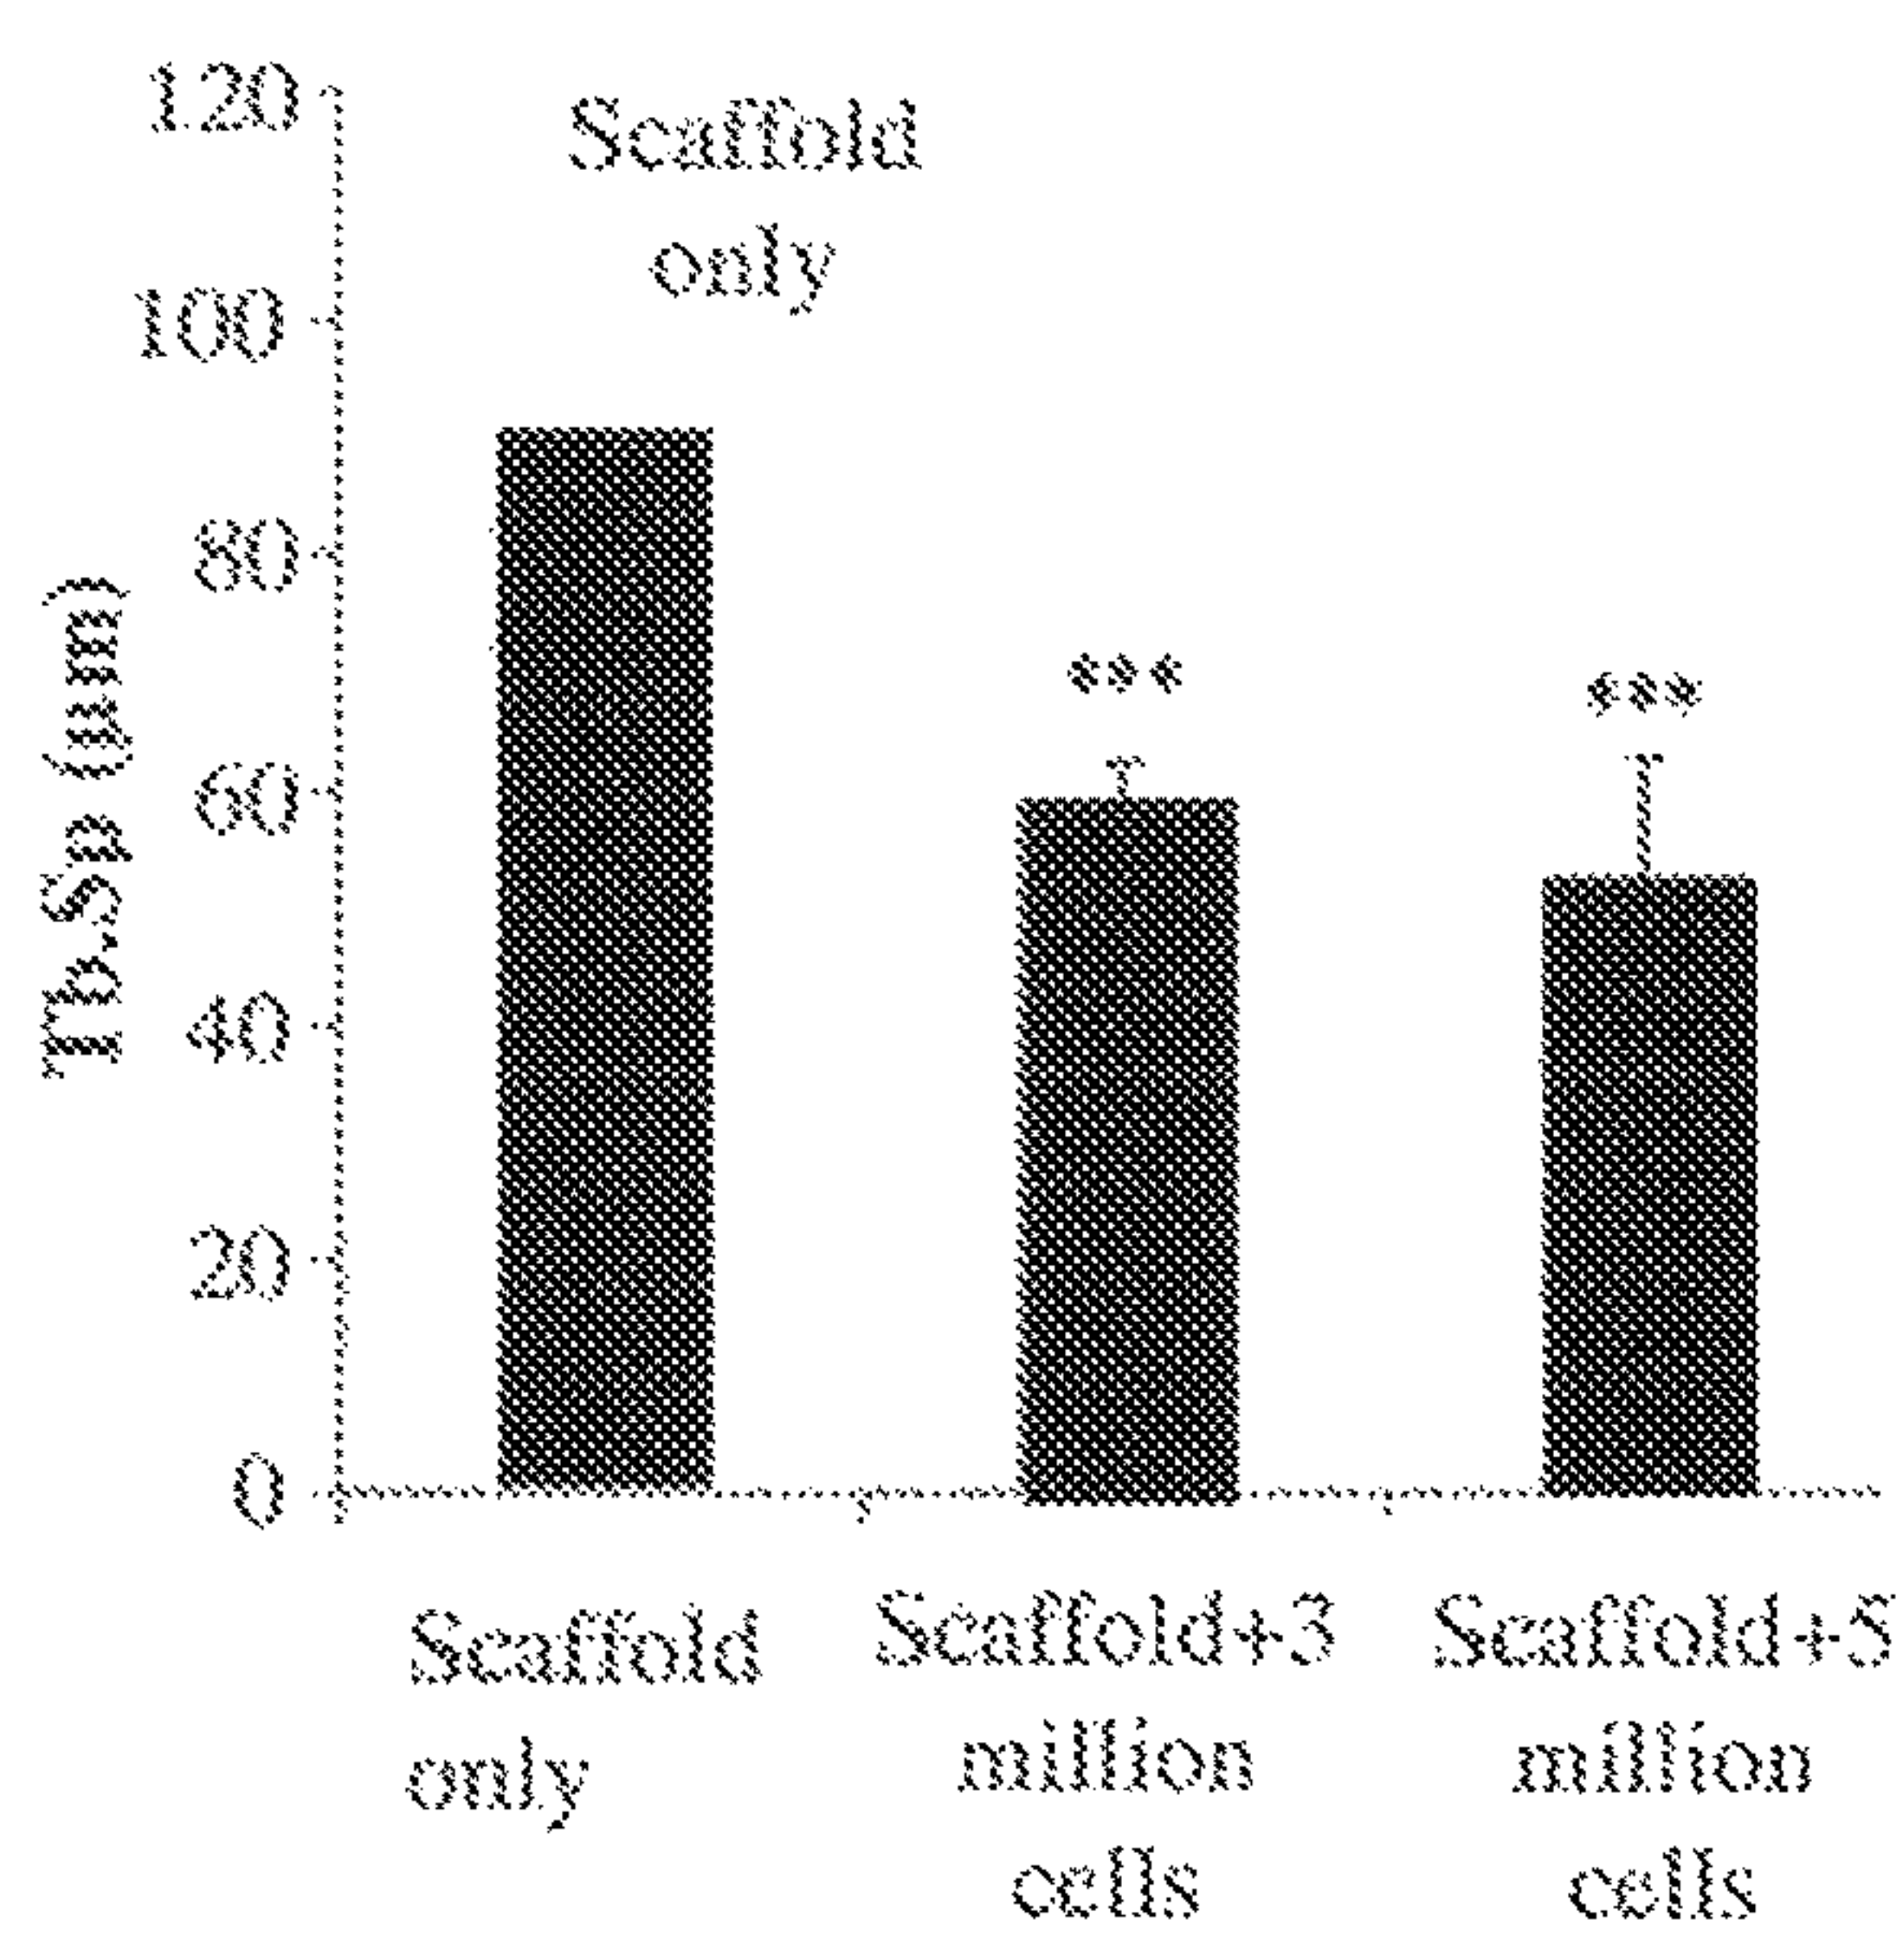 120
Scaffold
only
100
80
60
40
20
0
Tb.Sp (μm)
***
***
Scaffold
only
Scaffold+3
million
cells
Scaffold+5
million
cells